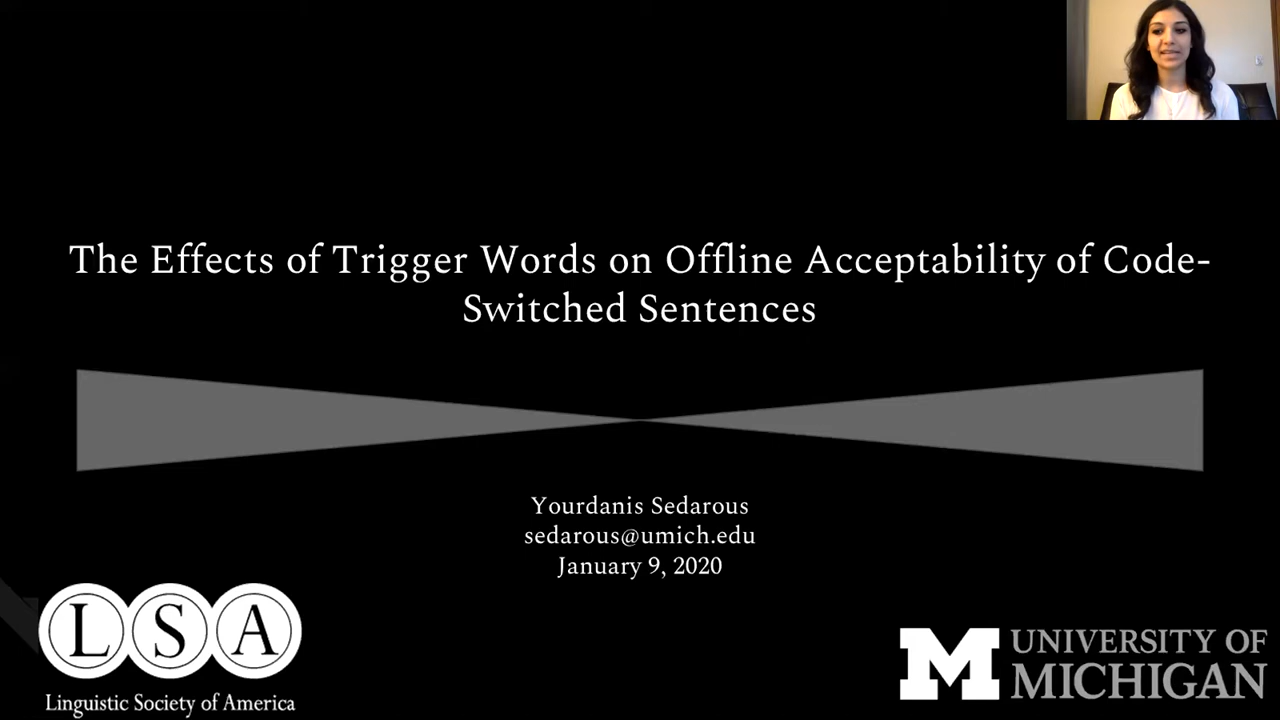 The Effects of Trigger Words on Offline Acceptability of Code-
Switched Sentences
Yourdanis Sedarous
sedarous@umich.edu
January 9, 2020
LSA
Linguistic Society of America
M
UNIVERSITY OF
MICHIGAN